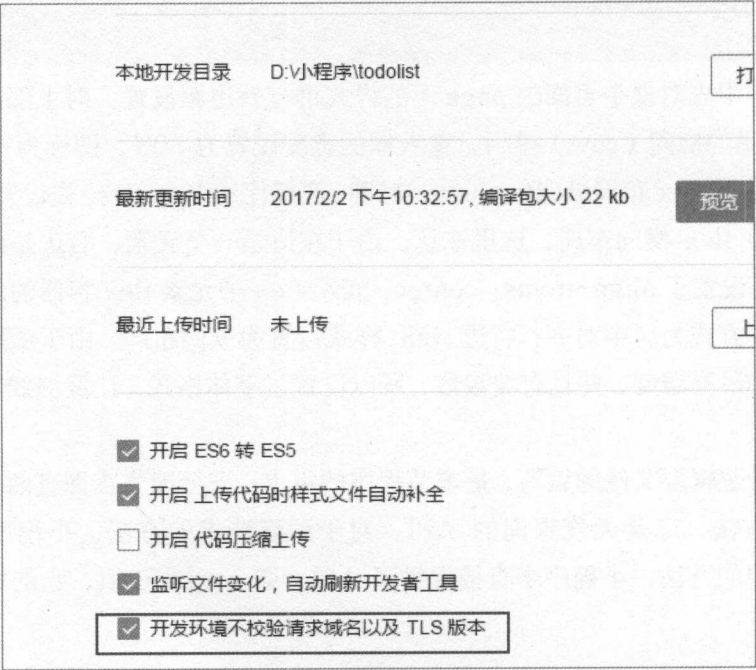 本地开发目录 D:\小程序\todolist 打
最新更新时间 2017/2/2 下午10:32:57, 编译包大小 22 kb 预览
最近上传时间 未上传 上
开启 ES6 转 ES5
开启 上传代码时样式文件自动补全
开启 代码压缩上传
监听文件变化，自动刷新开发者工具
开发环境不校验请求域名以及 TLS 版本